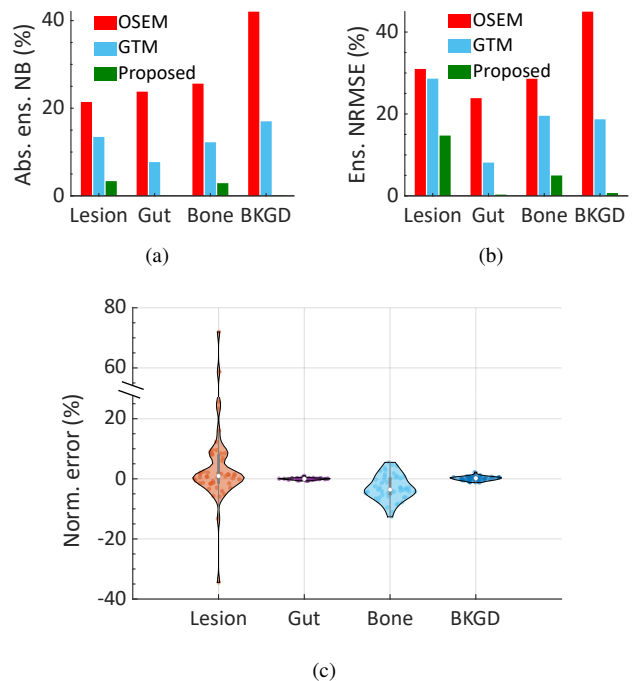 Abs. ens. NB (%)
40
20
0
OSEM
GTM
Proposed
Lesion Gut Bone BKGD
(a)
Ens. NRMSE (%)
40
20
0
OSEM
GTM
Proposed
Lesion Gut Bone BKGD
(b)
Norm. error (%)
80
60
20
0
-20
-40
Lesion Gut Bone BKGD
(c)